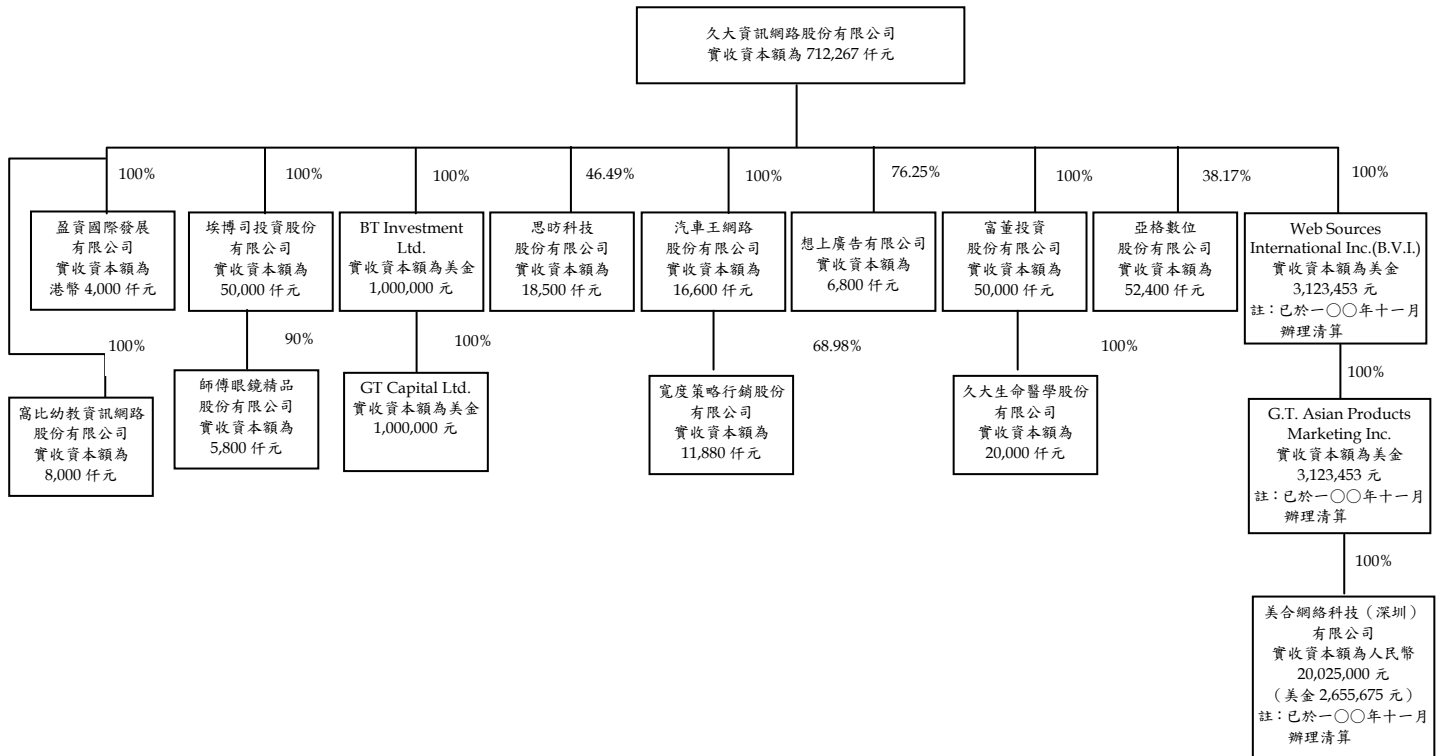 久大資訊網路股份有限公司
實收資本額為 712,267 仟元
100%
100%
100%
46.49%
100%
76.25%
100%
38.17%
100%
盈資國際發展
有限公司
實收資本額為
港幣 4,000 仟元
埃博司投資股份
有限公司
實收資本額為
50,000 仟元
BT Investment
Ltd.
實收資本額為美金
1,000,000 元
思昉科技
股份有限公司
實收資本額為
18,500 仟元
汽車王網路
股份有限公司
實收資本額為
16,600 仟元
想上廣告有限公司
實收資本額為
6,800 仟元
富董投資
股份有限公司
實收資本額為
50,000 仟元
亞格數位
股份有限公司
實收資本額為
52,400 仟元
Web Sources
International Inc.(B.V.I.)
實收資本額為美金
3,123,453 元
註：已於一○○年十一月
辦理清算
100%
90%
100%
68.98%
100%
100%
窩比幼教資訊網路
股份有限公司
實收資本額為
8,000 仟元
師傅眼鏡精品
股份有限公司
實收資本額為
5,800 仟元
GT Capital Ltd.
實收資本額為美金
1,000,000 元
寬度策略行銷股份
有限公司
實收資本額為
11,880 仟元
久大生命醫學股份
有限公司
實收資本額為
20,000 仟元
G.T. Asian Products
Marketing Inc.
實收資本額為美金
3,123,453 元
註：已於一○○年十一月
辦理清算
100%
美合網絡科技（深圳）
有限公司
實收資本額為人民幣
20,025,000 元
（美金 2,655,675 元）
註：已於一○○年十一月
辦理清算